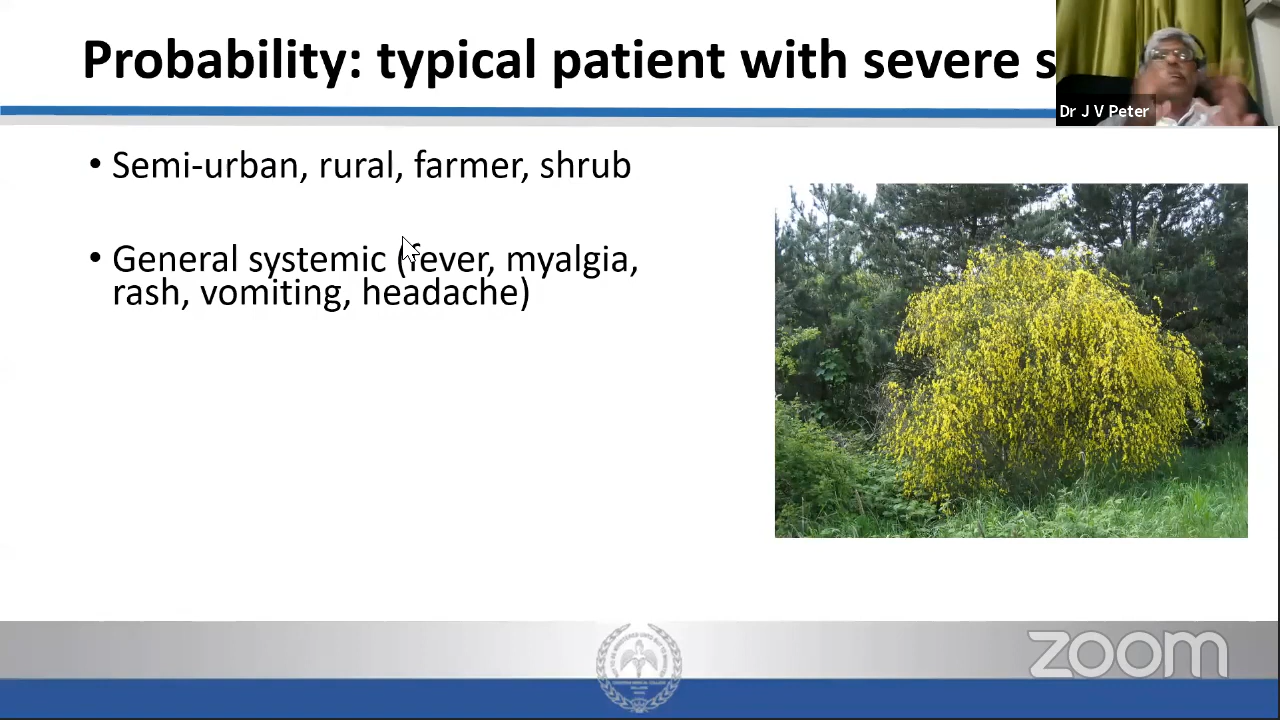 Probability: typical patient with severe s
Dr J V Peter
• Semi-urban, rural, farmer, shrub
• General systemic (fever, myalgia,
rash, vomiting, headache)
zoom